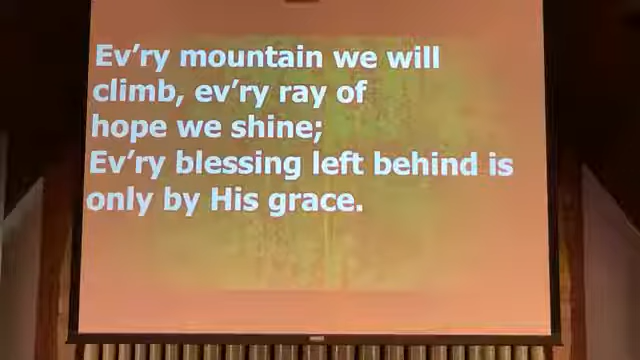 Ev’ry mountain we will
climb, ev’ry ray of
hope we shine;
Ev’ry blessing left behind is
only by His grace.